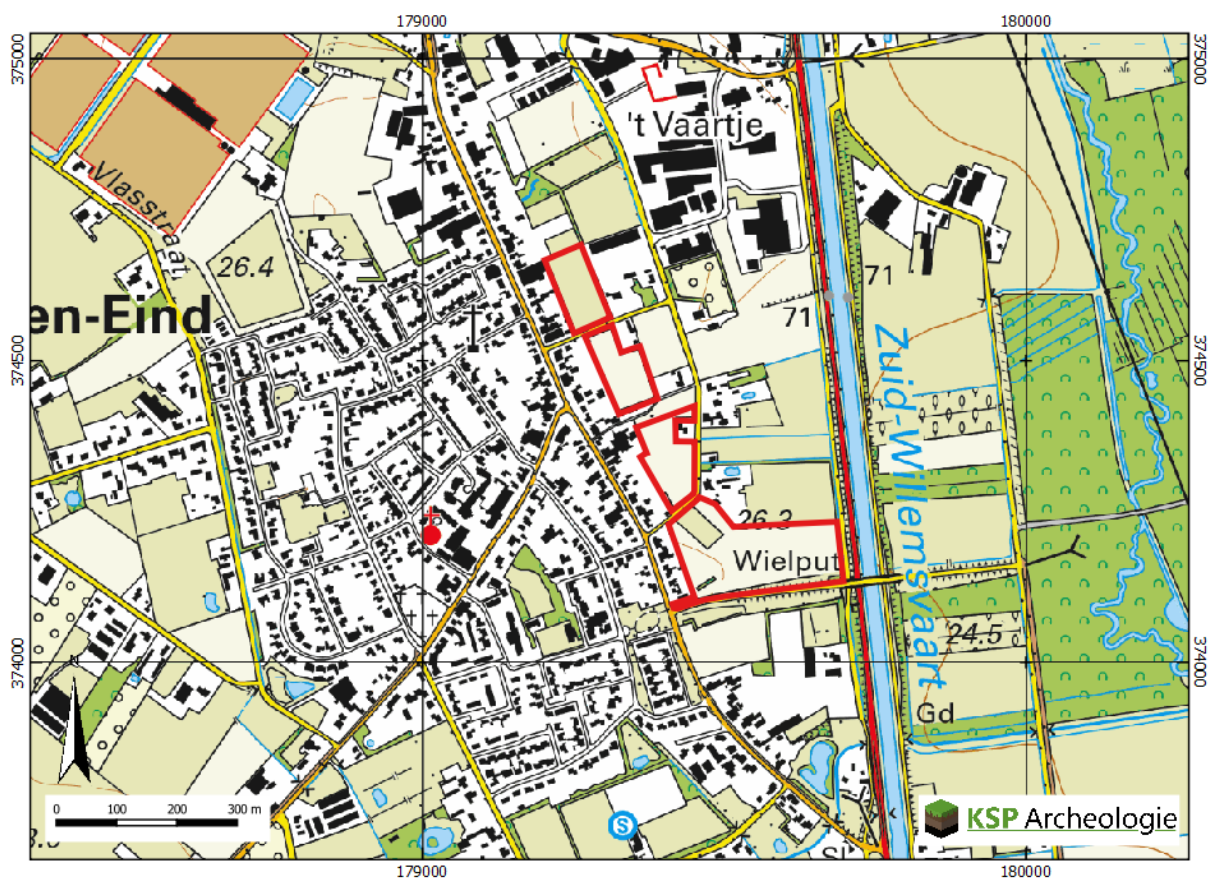 179000
180000
375000
375000
't Vaartje
Vlasstraat
26.4
71
en-Eind
71
374500
374500
Zuid-Willemsvaart
26.3
Wielput
24.5
374000
374000
Gd
0 100 200 300 m
S
KSP Archeologie
179000
180000